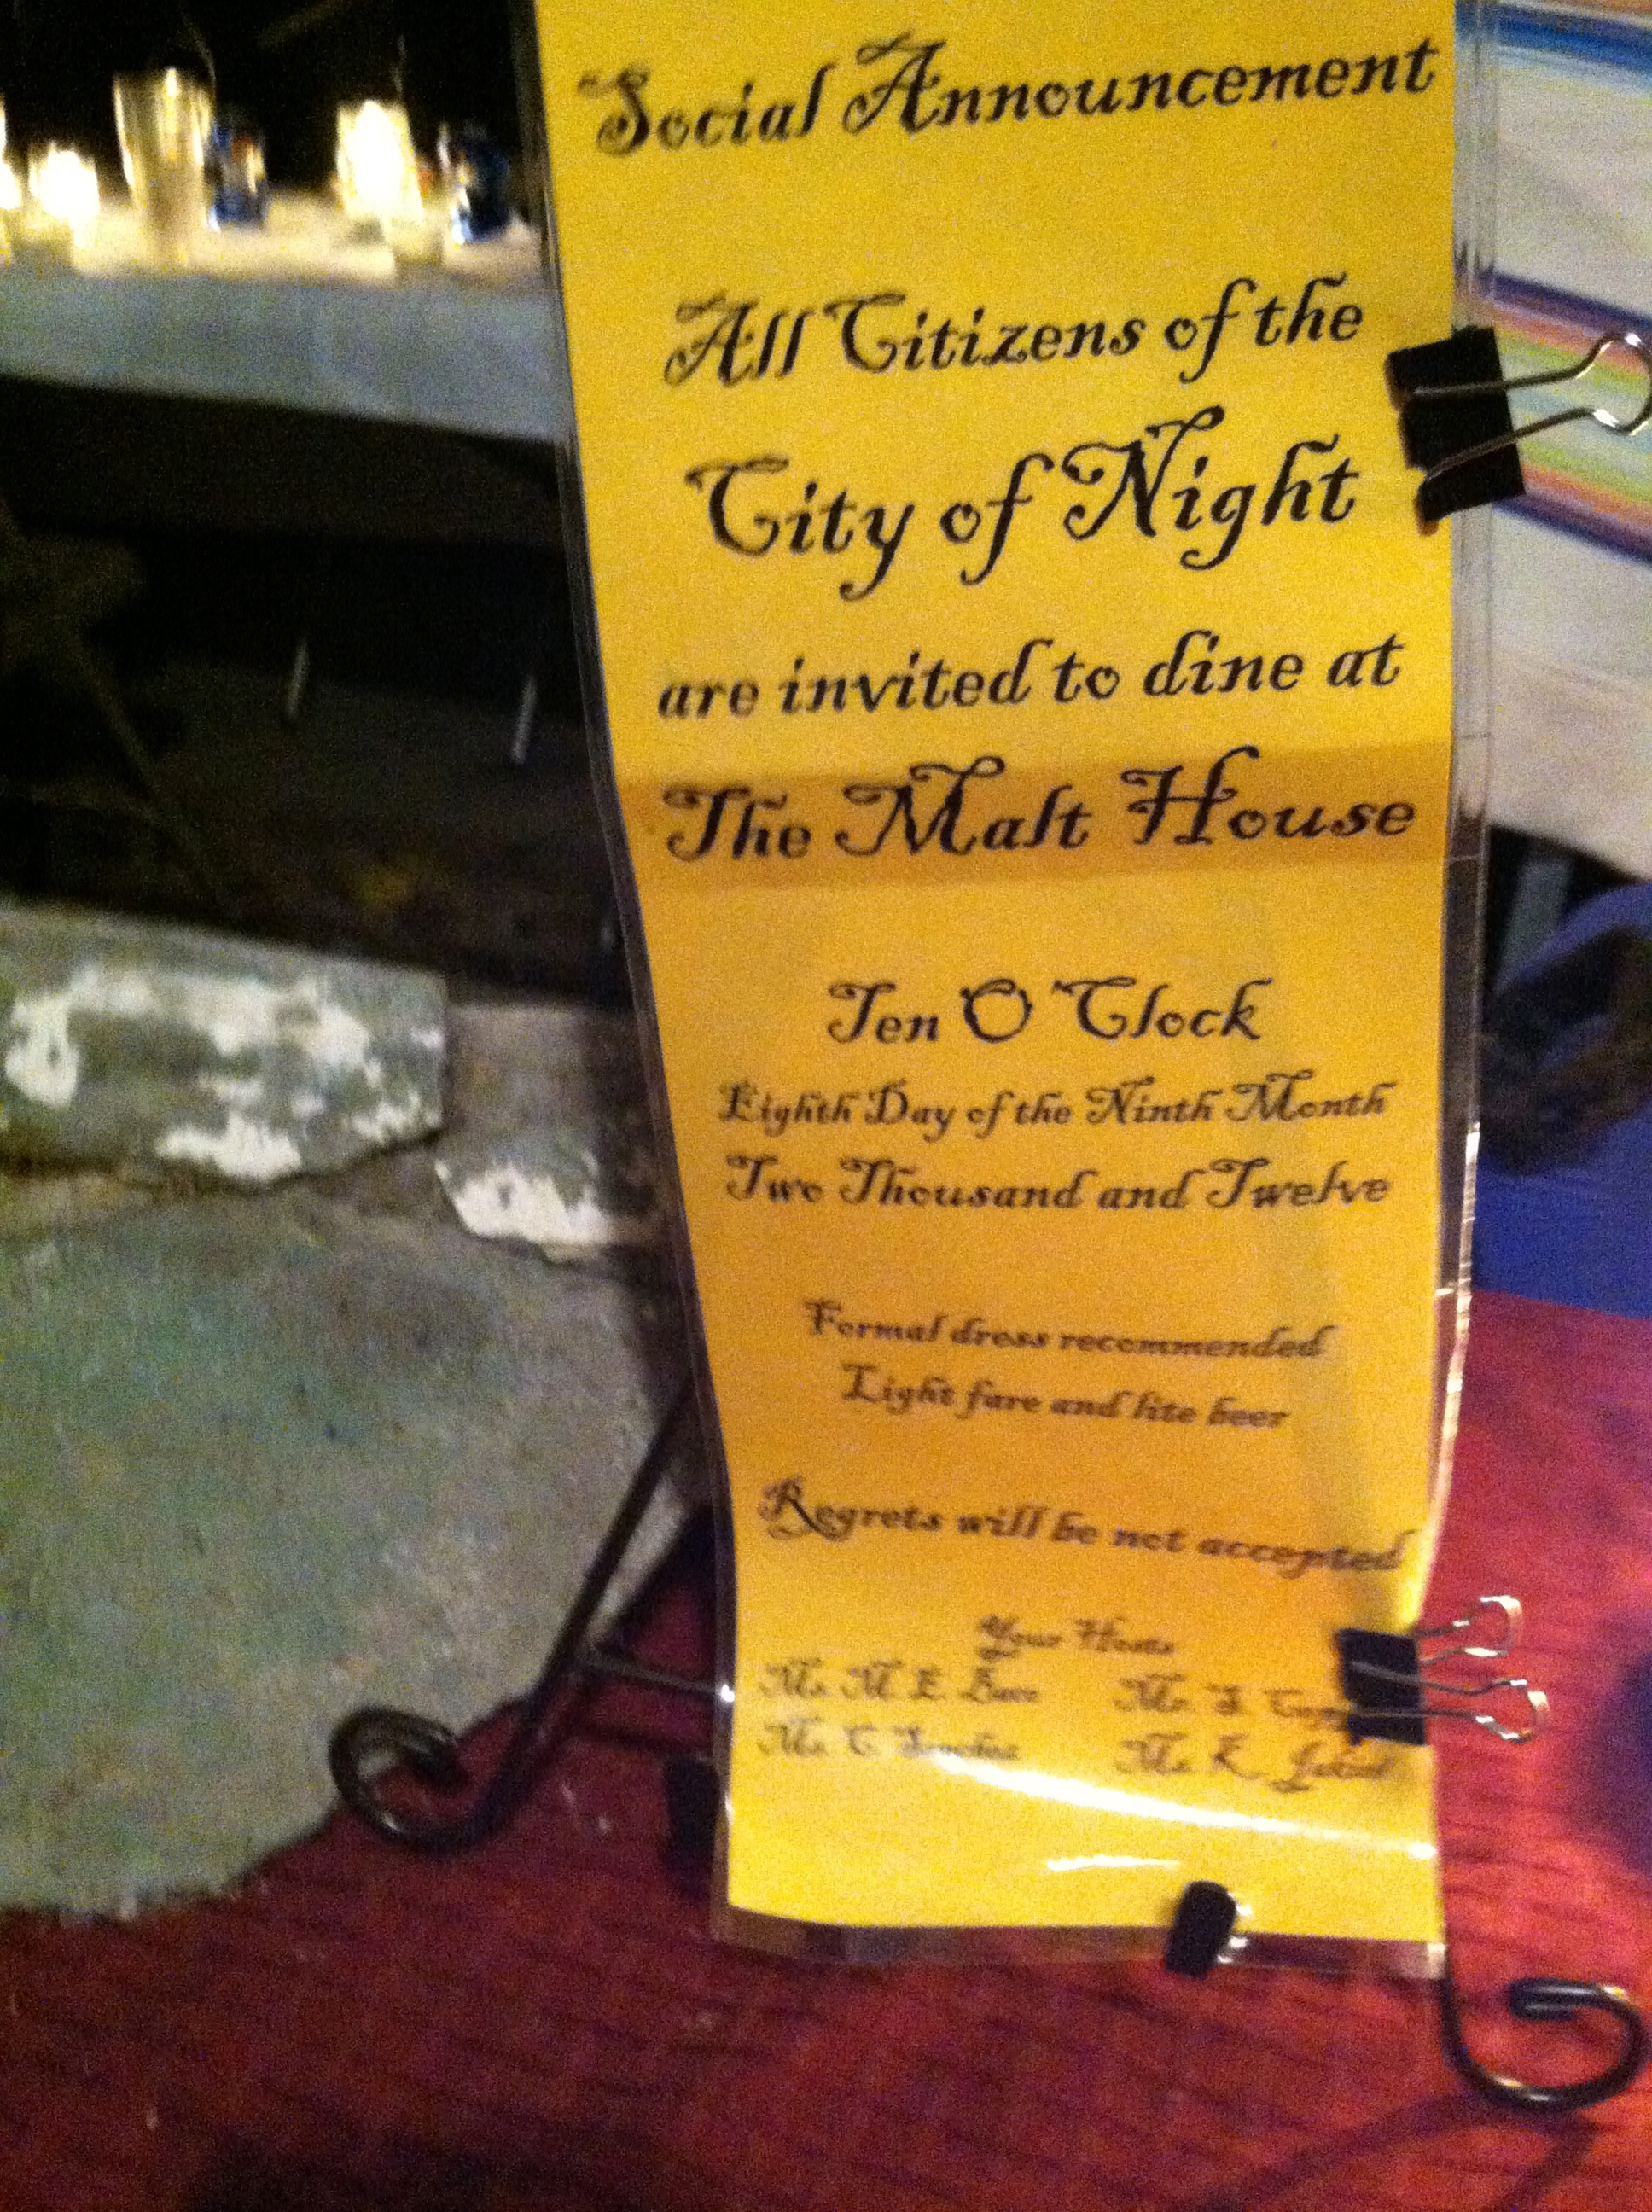 "Social Announcement
All Citizens of the
City of Night
are invited to dine at
The Malt House
Ten O'Clock
Eighth Day of the Ninth Month
Two Thousand and Twelve
Formal dress recommended
Light fare and lite beer
Regrets will be not accepted
Your Hosts
Mr. M. E.